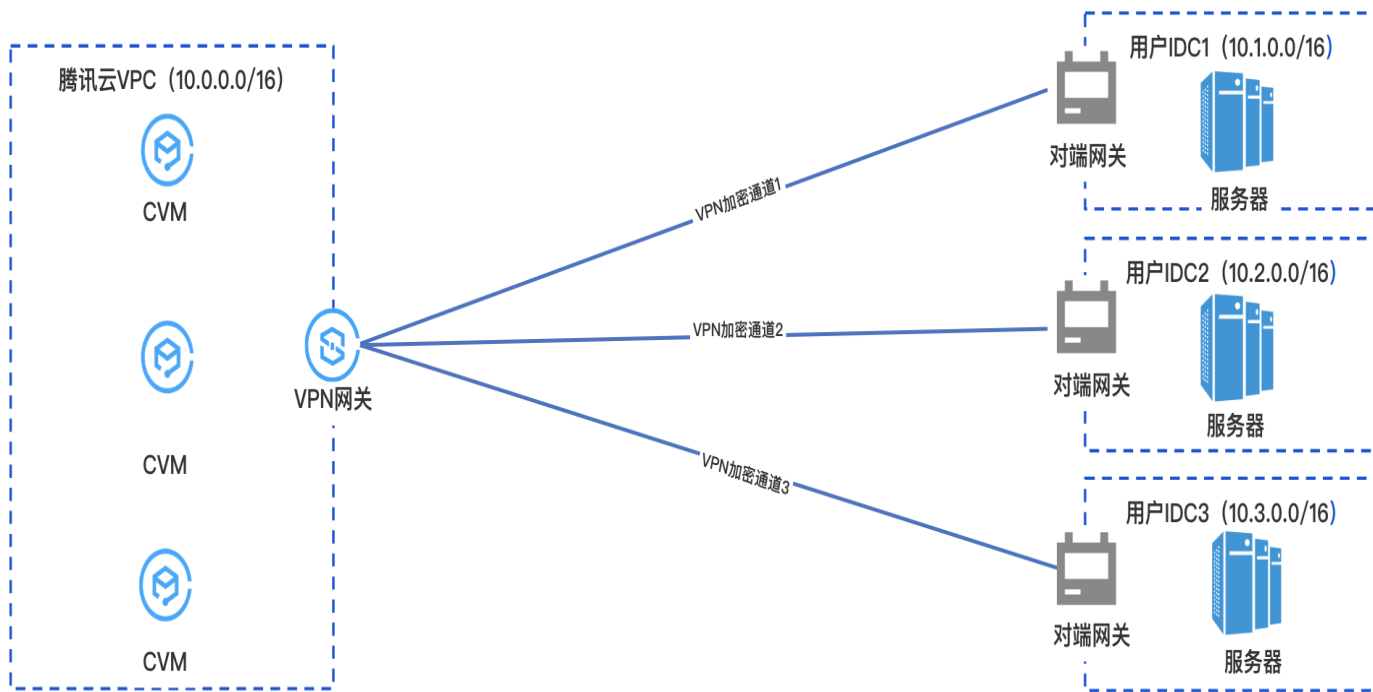 腾讯云VPC（10.0.0.0/16）
CVM
CVM
CVM
VPN网关
VPN加密通道1
VPN加密通道2
VPN加密通道3
用户IDC1（10.1.0.0/16）
对端网关
服务器
用户IDC2（10.2.0.0/16）
对端网关
服务器
用户IDC3（10.3.0.0/16）
对端网关
服务器